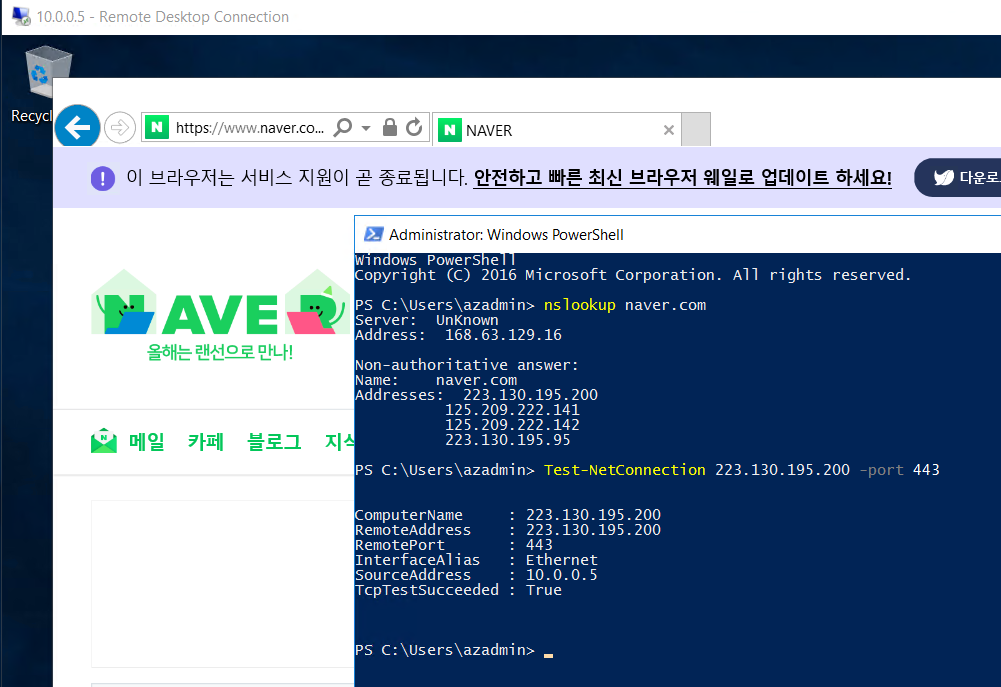 10.0.0.5 - Remote Desktop Connection
Recycl
https://www.naver.co...
NAVER
이 브라우저는 서비스 지원이 곧 종료됩니다. 안전하고 빠른 최신 브라우저 웨일로 업데이트 하세요!
다운로
NAVER
올해는 랜선으로 만나!
메일 카페 블로그 지식
Administrator: Windows PowerShell
Windows PowerShell
Copyright (C) 2016 Microsoft Corporation. All rights reserved.
PS C:\Users\azadmin> nslookup naver.com
Server:  UnKnown
Address:  168.63.129.16
Non-authoritative answer:
Name:    naver.com
Addresses:  223.130.195.200
125.209.222.141
125.209.222.142
223.130.195.95
PS C:\Users\azadmin> Test-NetConnection 223.130.195.200 -port 443
ComputerName     : 223.130.195.200
RemoteAddress    : 223.130.195.200
RemotePort       : 443
InterfaceAlias   : Ethernet
SourceAddress    : 10.0.0.5
TcpTestSucceeded : True
PS C:\Users\azadmin>